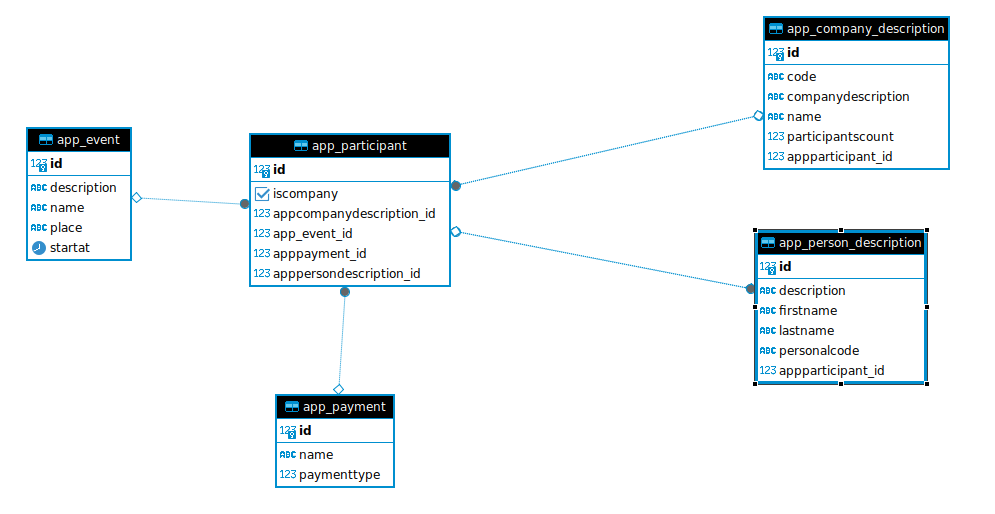 app_company_description
123 id
ABC code
ABC companydescription
ABC name
123 participantscount
123 appparticipant_id
app_event
123 id
ABC description
ABC name
ABC place
startat
app_participant
123 id
iscompany
123 appcompanydescription_id
123 app_event_id
123 apppayment_id
123 apppersondescription_id
app_person_description
123 id
ABC description
ABC firstname
ABC lastname
ABC personalcode
123 appparticipant_id
app_payment
123 id
ABC name
123 paymenttype